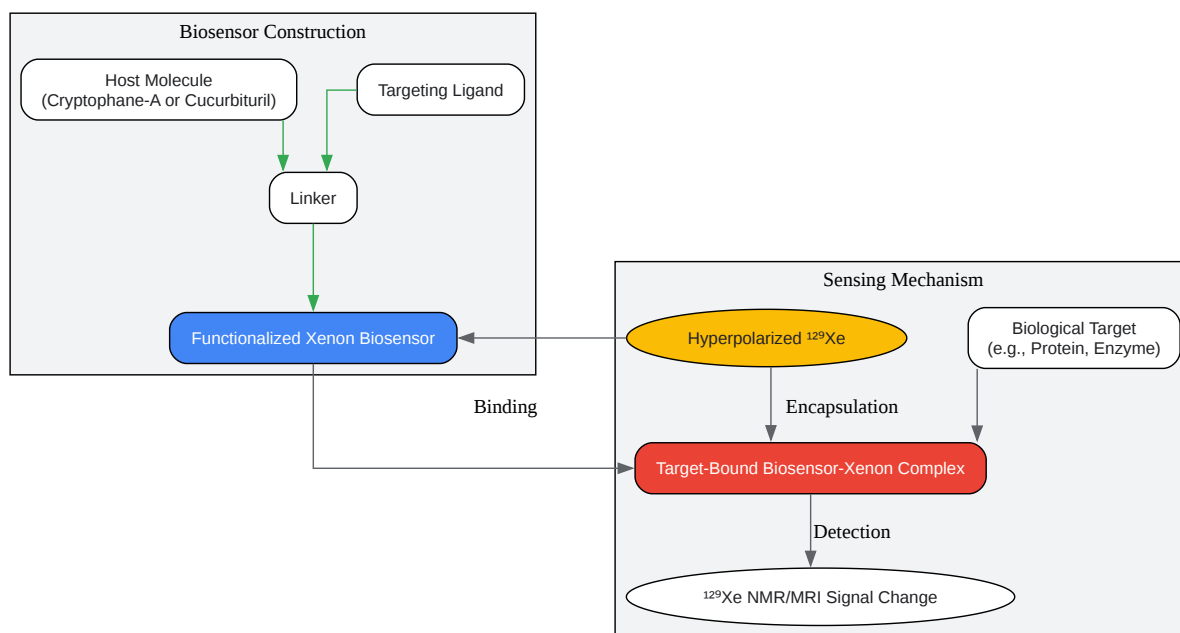 Biosensor Construction
Host Molecule
(Cryptophane-A or Cucurbituril)
Targeting Ligand
Linker
Functionalized Xenon Biosensor
Sensing Mechanism
Hyperpolarized ¹²⁹Xe
Biological Target
(e.g., Protein, Enzyme)
Binding
Encapsulation
Target-Bound Biosensor-Xenon Complex
Detection
¹²⁹Xe NMR/MRI Signal Change